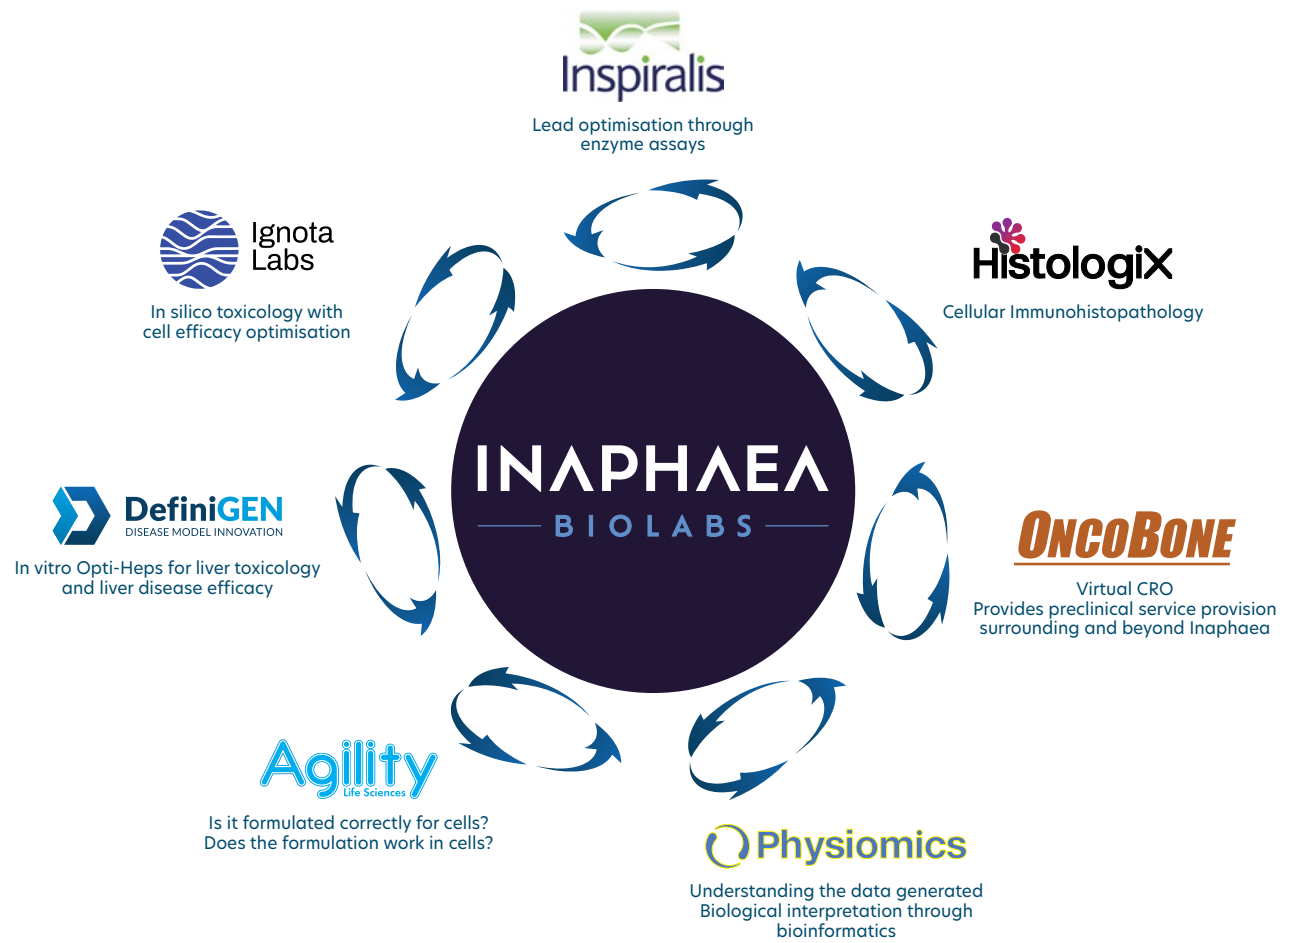 Inspiralis
Lead optimisation through
enzyme assays
Ignota
Labs
In silico toxicology with
cell efficacy optimisation
HistologiX
Cellular Immunohistopathology
INAPHAEA
BIOLABS
DefiniGEN
DISEASE MODEL INNOVATION
In vitro Opti-Heps for liver toxicology
and liver disease efficacy
ONCOBONE
Virtual CRO
Provides preclinical service provision
surrounding and beyond Inaphaea
Agility
Life Sciences
Is it formulated correctly for cells?
Does the formulation work in cells?
Physiomics
Understanding the data generated
Biological interpretation through
bioinformatics